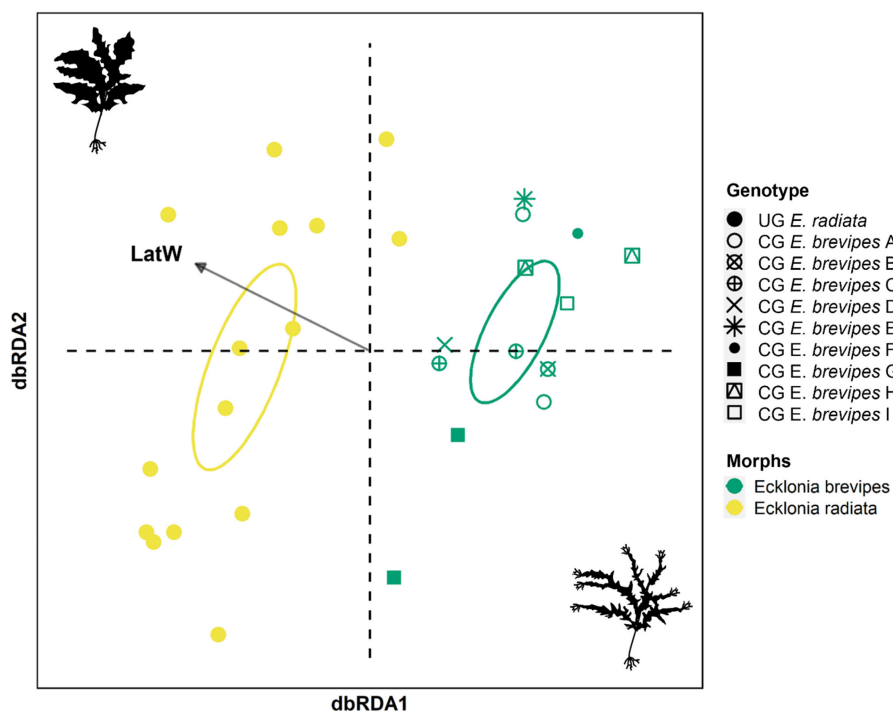 LatW
dbRDA2
dbRDA1
Genotype
UG E. radiata
CG E. brevipes A
CG E. brevipes B
CG E. brevipes C
CG E. brevipes D
CG E. brevipes E
CG E. brevipes F
CG E. brevipes G
CG E. brevipes H
CG E. brevipes I
Morphs
Ecklonia brevipes
Ecklonia radiata